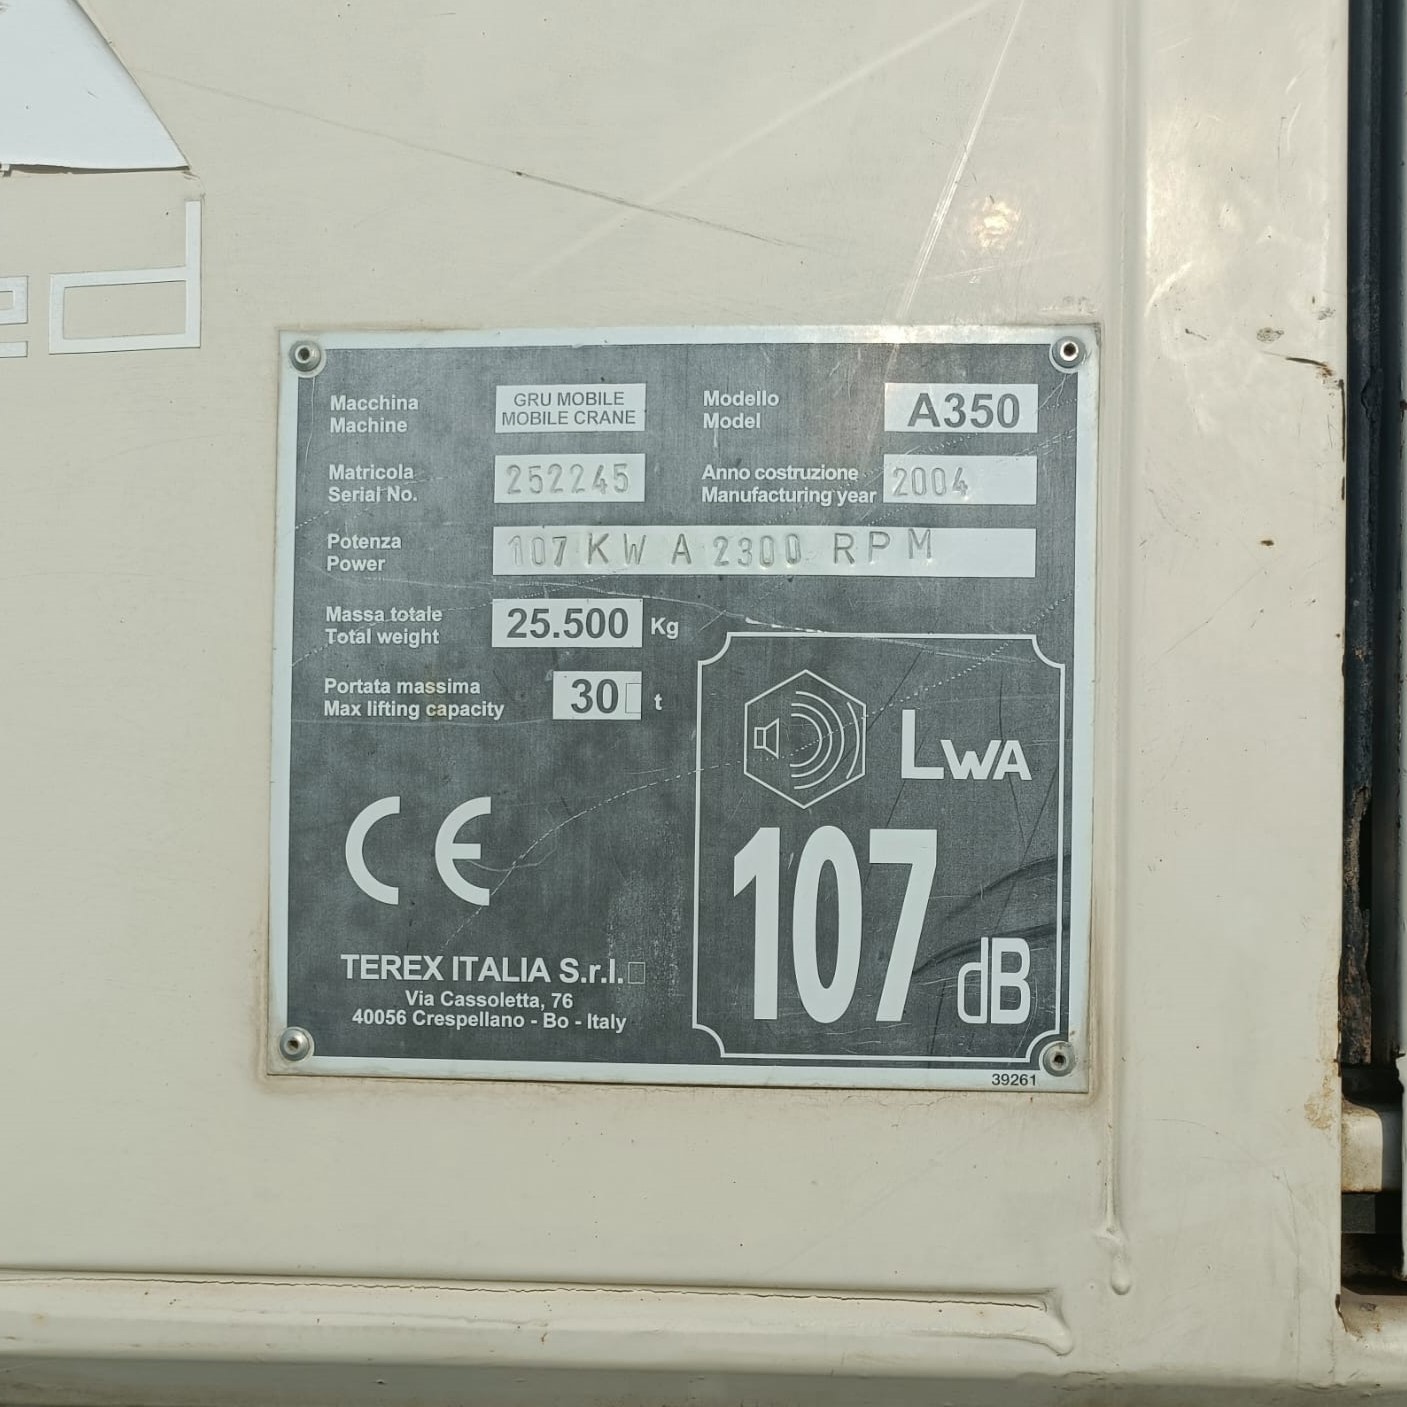 ed
Macchina
Machine
GRU MOBILE
MOBILE CRANE
Modello
Model
A350
Matricola
Serial No.
252245
Anno costruzione
Manufacturing year
2004
Potenza
Power
107 KW A 2300 RPM
Massa totale
Total weight
25.500 Kg
Portata massima
Max lifting capacity
30 t
LWA
107 dB
CE
TEREX ITALIA S.r.l.
Via Cassoletta, 76
40056 Crespellano - Bo - Italy
39261